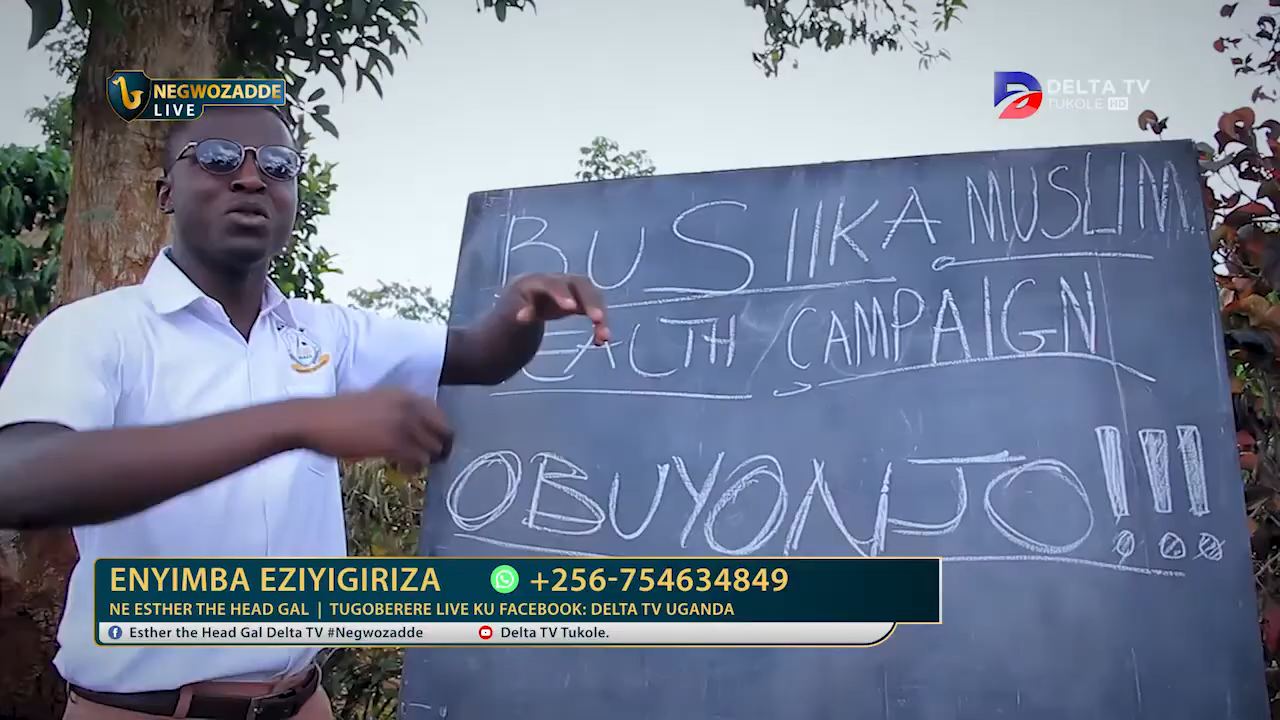 NEGWOZADDE
LIVE
DELTA TV
TUKOLE HD
BUSIIKA MUSLIM
EALTH CAMPAIGN
OBUYONJO!!!
ENYIMBA EZIYIGIRIZA +256-754634849
NE ESTHER THE HEAD GAL | TUGOBERERE LIVE KU FACEBOOK: DELTA TV UGANDA
Esther the Head Gal Delta TV #Negwozadde Delta TV Tukole.